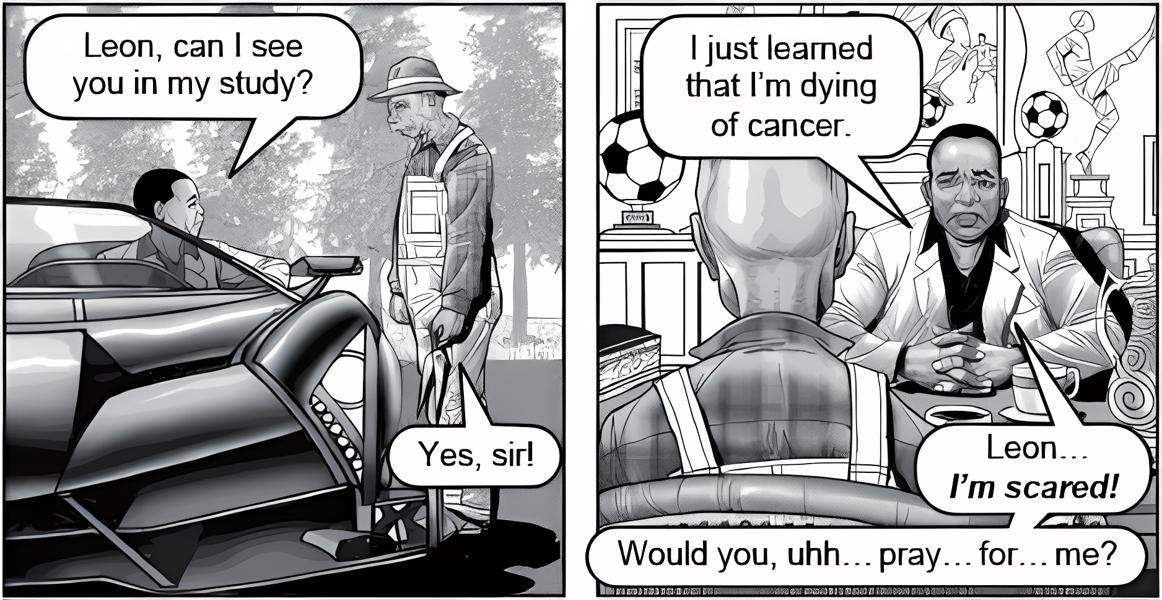 Leon, can I see
you in my study?
Yes, sir!
I just learned
that I'm dying
of cancer.
Leon...
I'm scared!
Would you, uhh... pray... for... me?